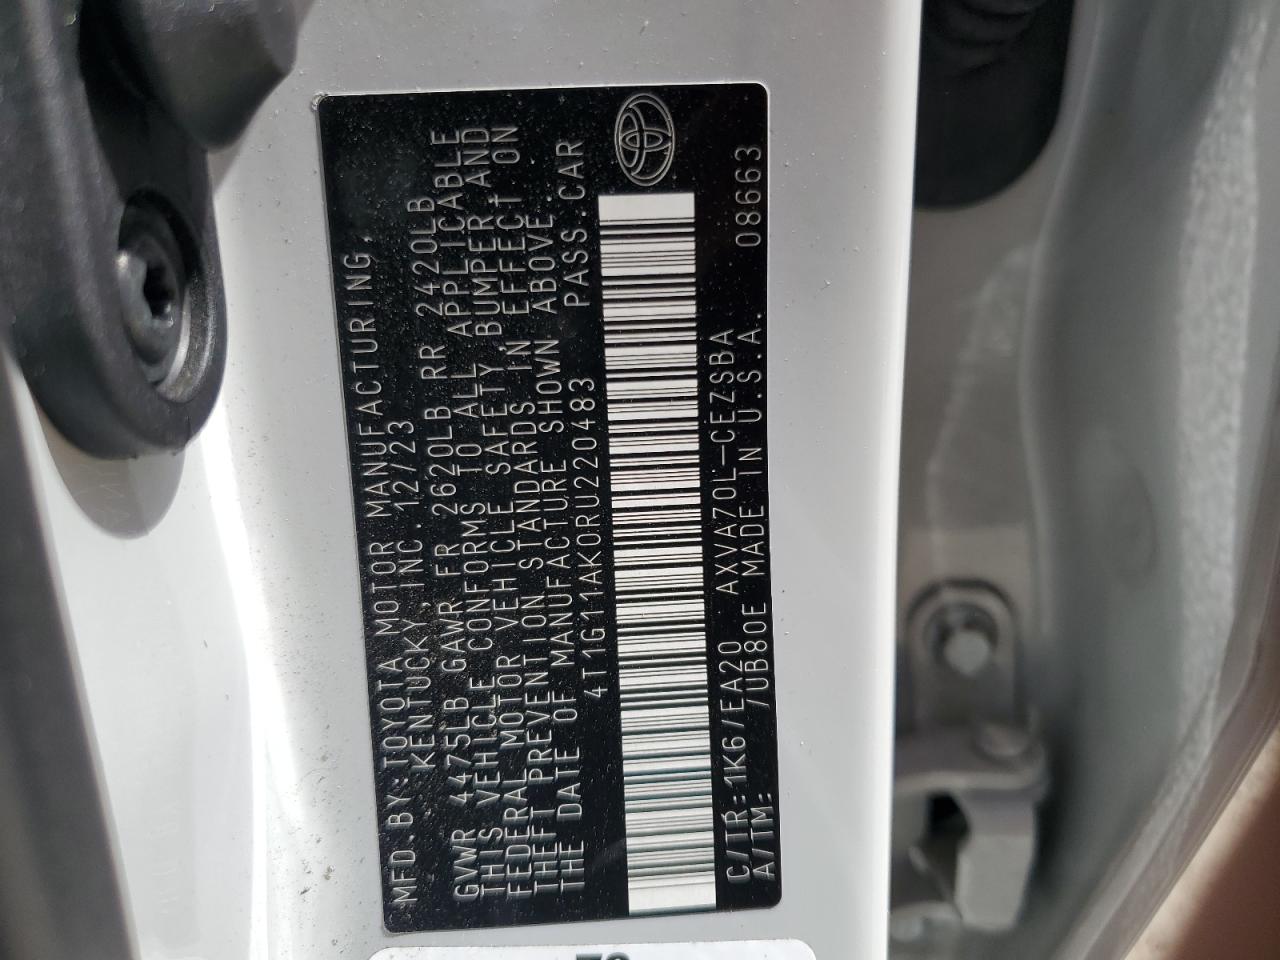 MFD.BY:TOYOTA MOTOR MANUFACTURING,
KENTUCKY, INC. 12/23
GVWR 4475LB GAWR FR 2620LB RR 2420LB
THIS VEHICLE CONFORMS TO ALL APPLICABLE
FEDERAL MOTOR VEHICLE SAFETY, BUMPER, AND
THEFT PREVENTION STANDARDS IN EFFECT ON
THE DATE OF MANUFACTURE SHOWN ABOVE.
4T1G11AK0RU220483 PASS.CAR
C/TR:1K6/EA20 AXVA70L-CEZSBA 08663
A/TM: /UB80E MADE IN U.S.A.